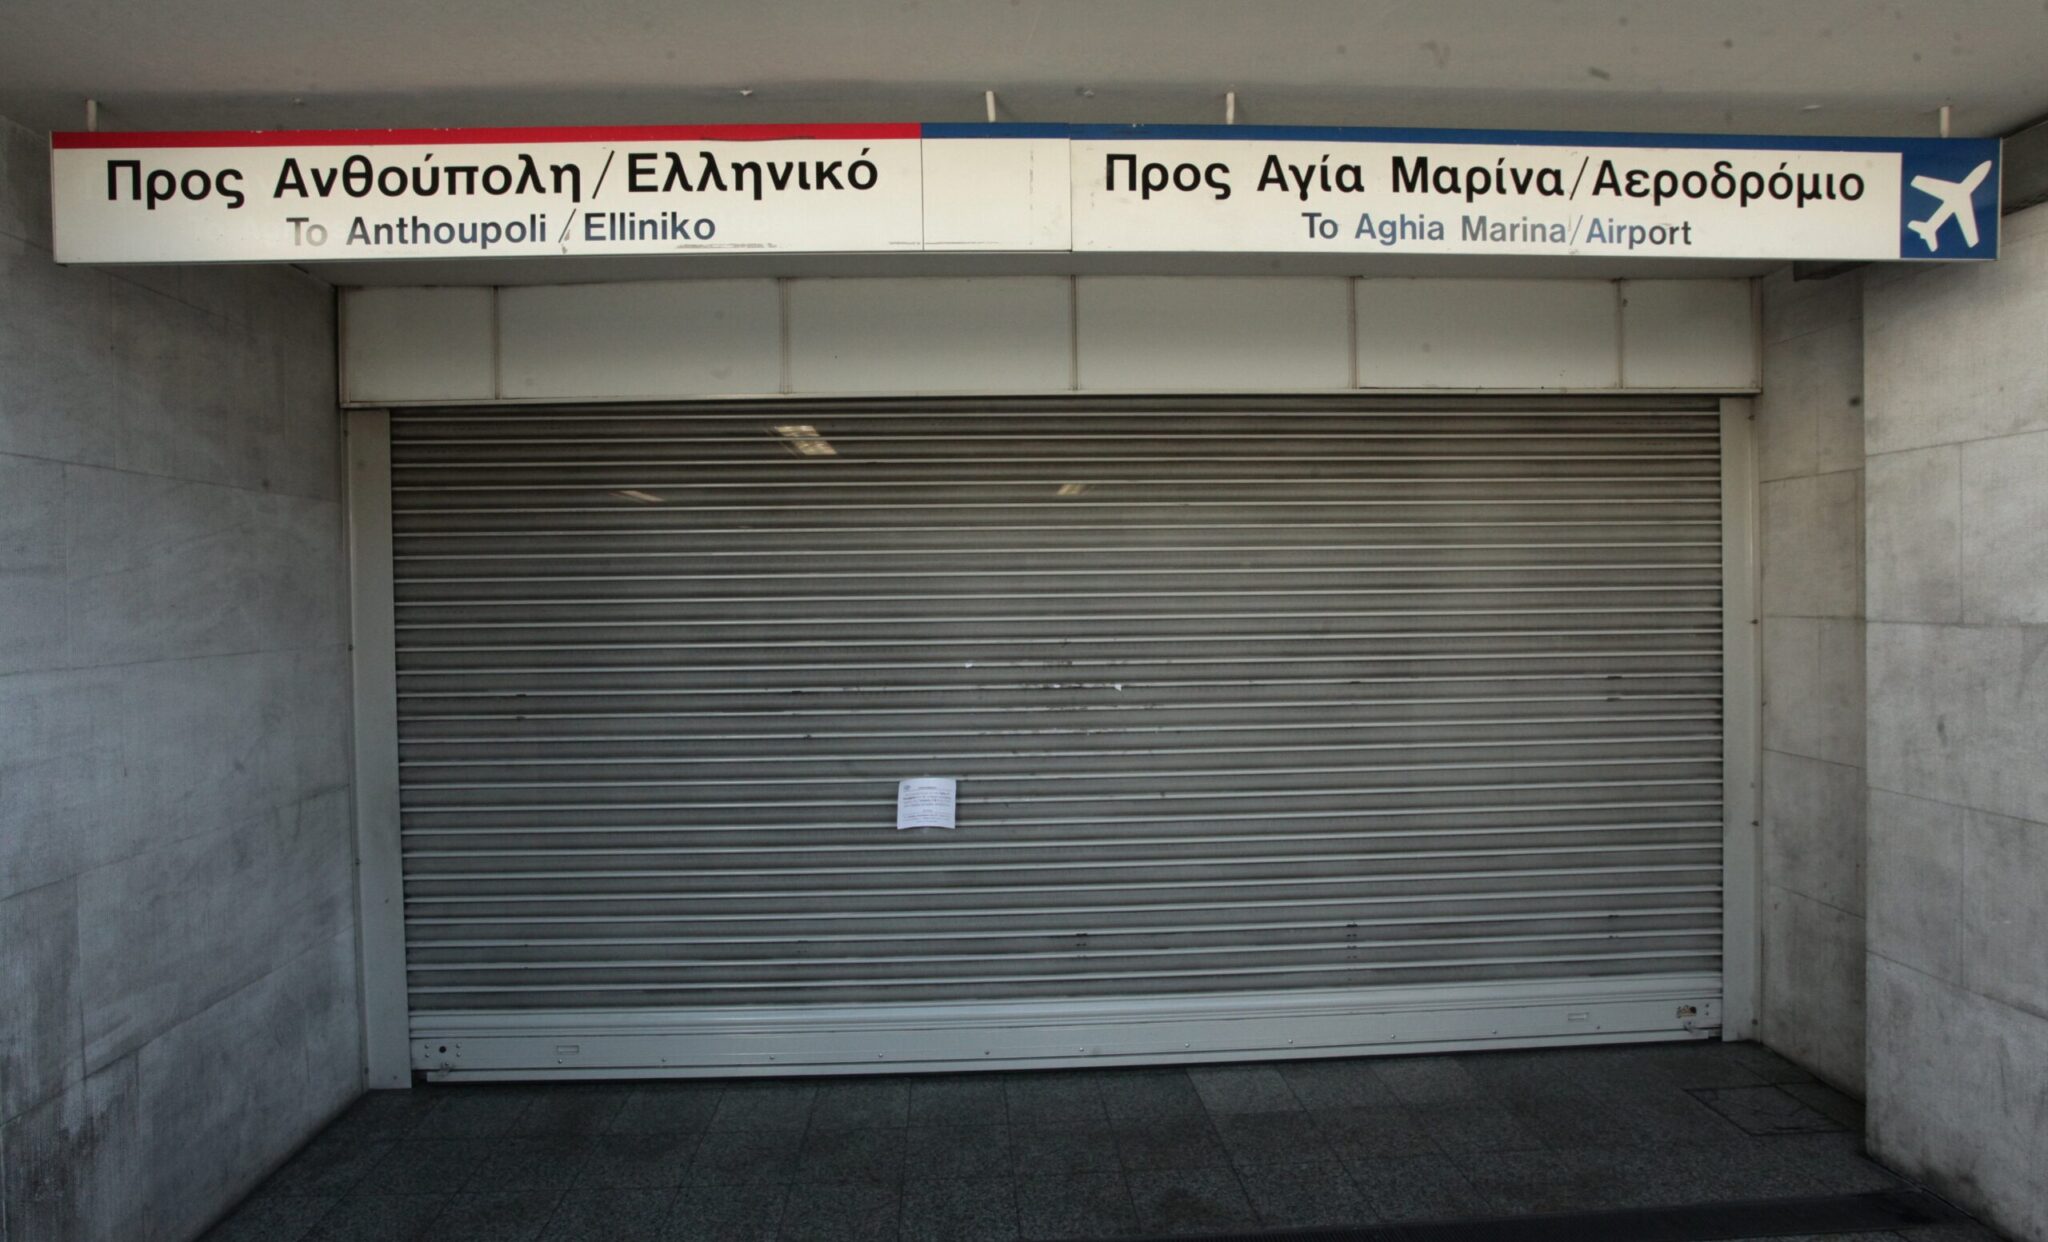 Προς Ανθούπολη/Ελληνικό
To Anthoupoli/Elliniko
Προς Αγία Μαρίνα/Αεροδρόμιο
To Aghia Marina/Airport